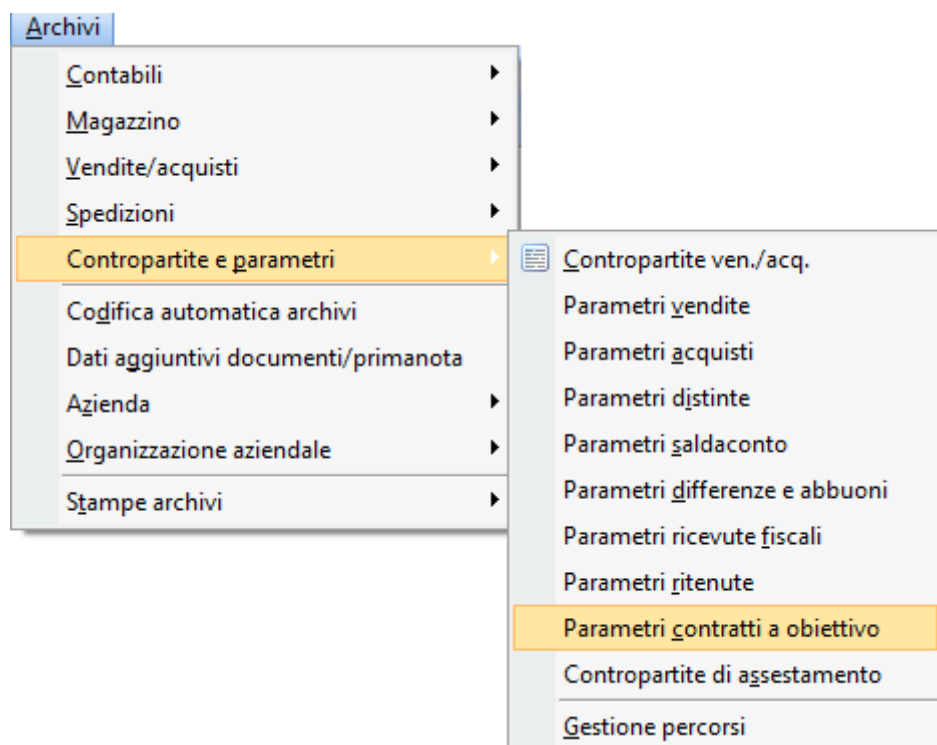 Archivi
Contabili
Magazzino
Vendite/acquisti
Spedizioni
Contropartite e parametri
Codifica automatica archivi
Dati aggiuntivi documenti/primanota
Azienda
Organizzazione aziendale
Stampe archivi
Contropartite ven./acq.
Parametri vendite
Parametri acquisti
Parametri distinte
Parametri saldaconto
Parametri differenze e abbuoni
Parametri ricevute fiscali
Parametri ritenute
Parametri contratti a obiettivo
Contropartite di assestamento
Gestione percorsi